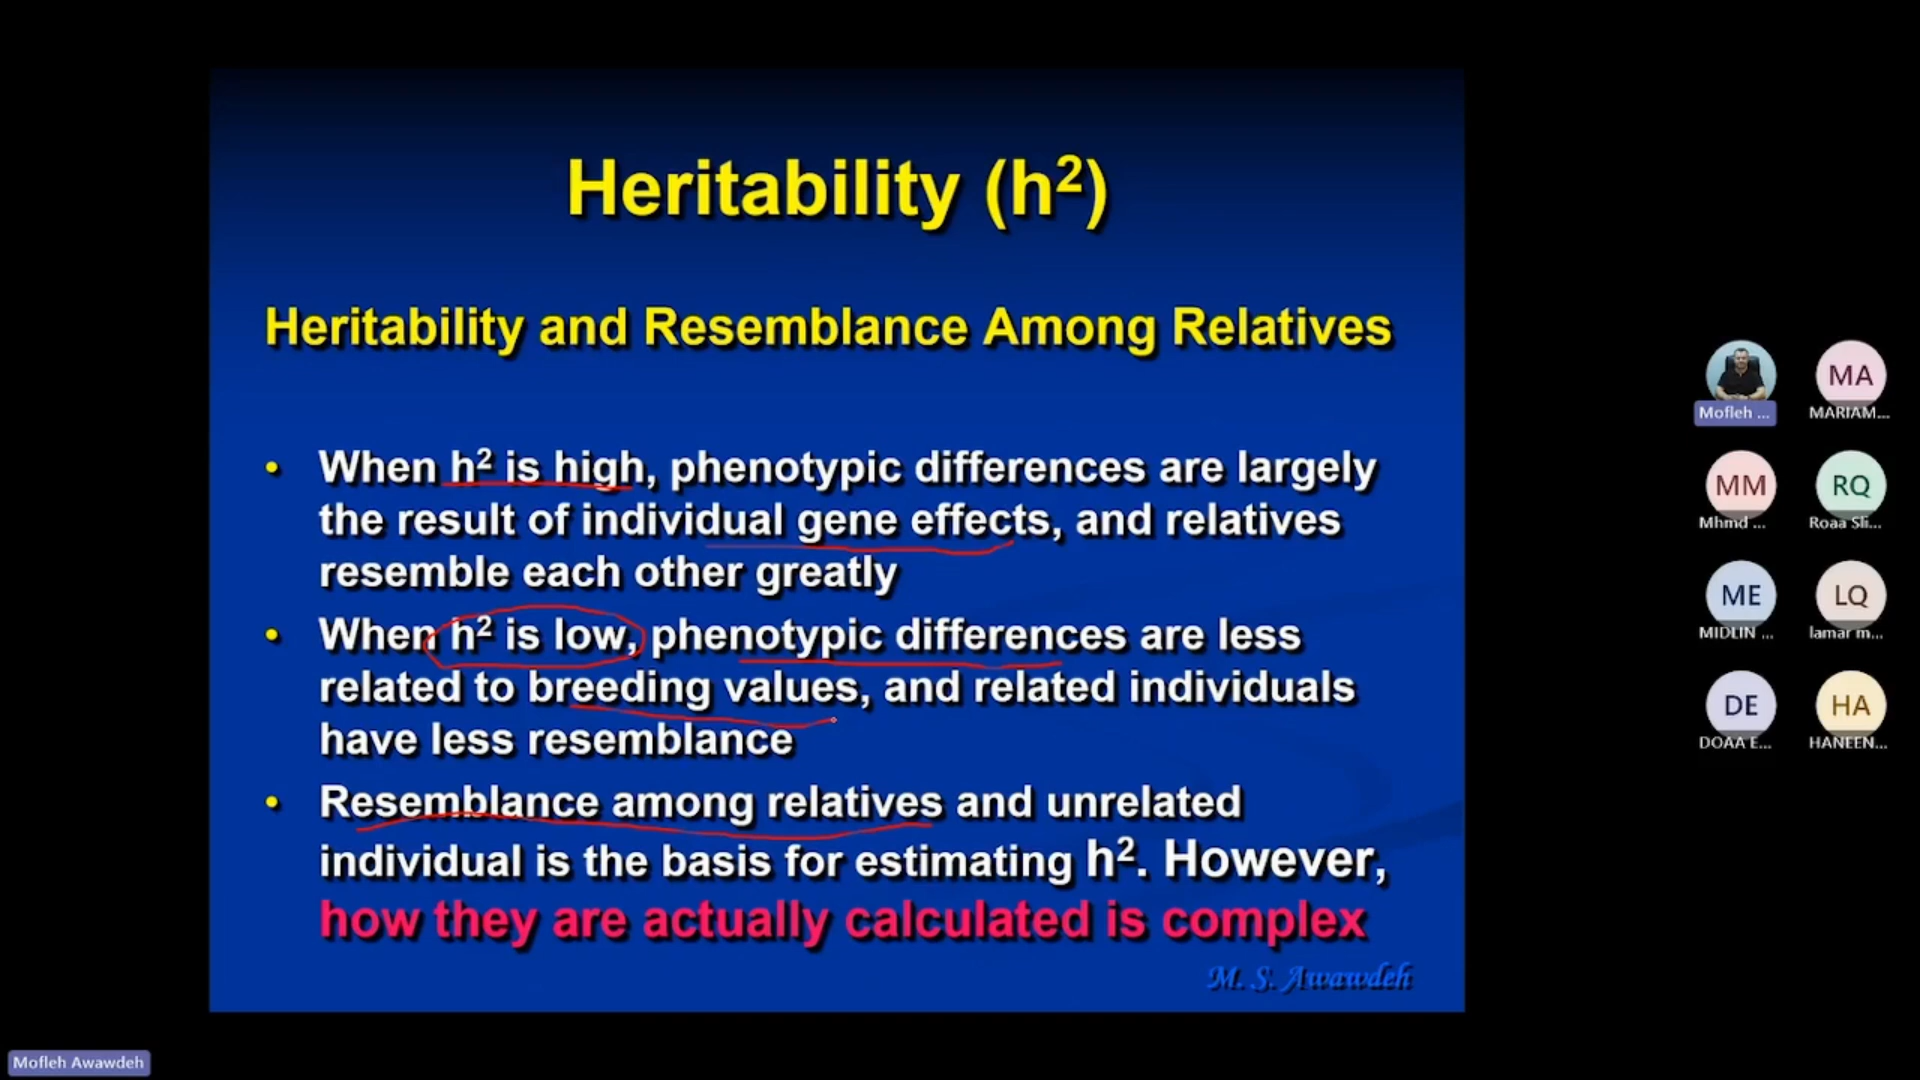 Heritability (h²)
Heritability and Resemblance Among Relatives
• When h² is high, phenotypic differences are largely
the result of individual gene effects, and relatives
resemble each other greatly
• When h² is low, phenotypic differences are less
related to breeding values, and related individuals
have less resemblance
• Resemblance among relatives and unrelated
individual is the basis for estimating h². However,
how they are actually calculated is complex
M. S. Awawdeh
Mofleh ...
MA
MARIAM...
MM
Mhmd ...
RQ
Roaa Sli...
ME
MIDLIN ...
LQ
lamar m...
DE
DOAA E...
HA
HANEEN...
Mofleh Awawdeh